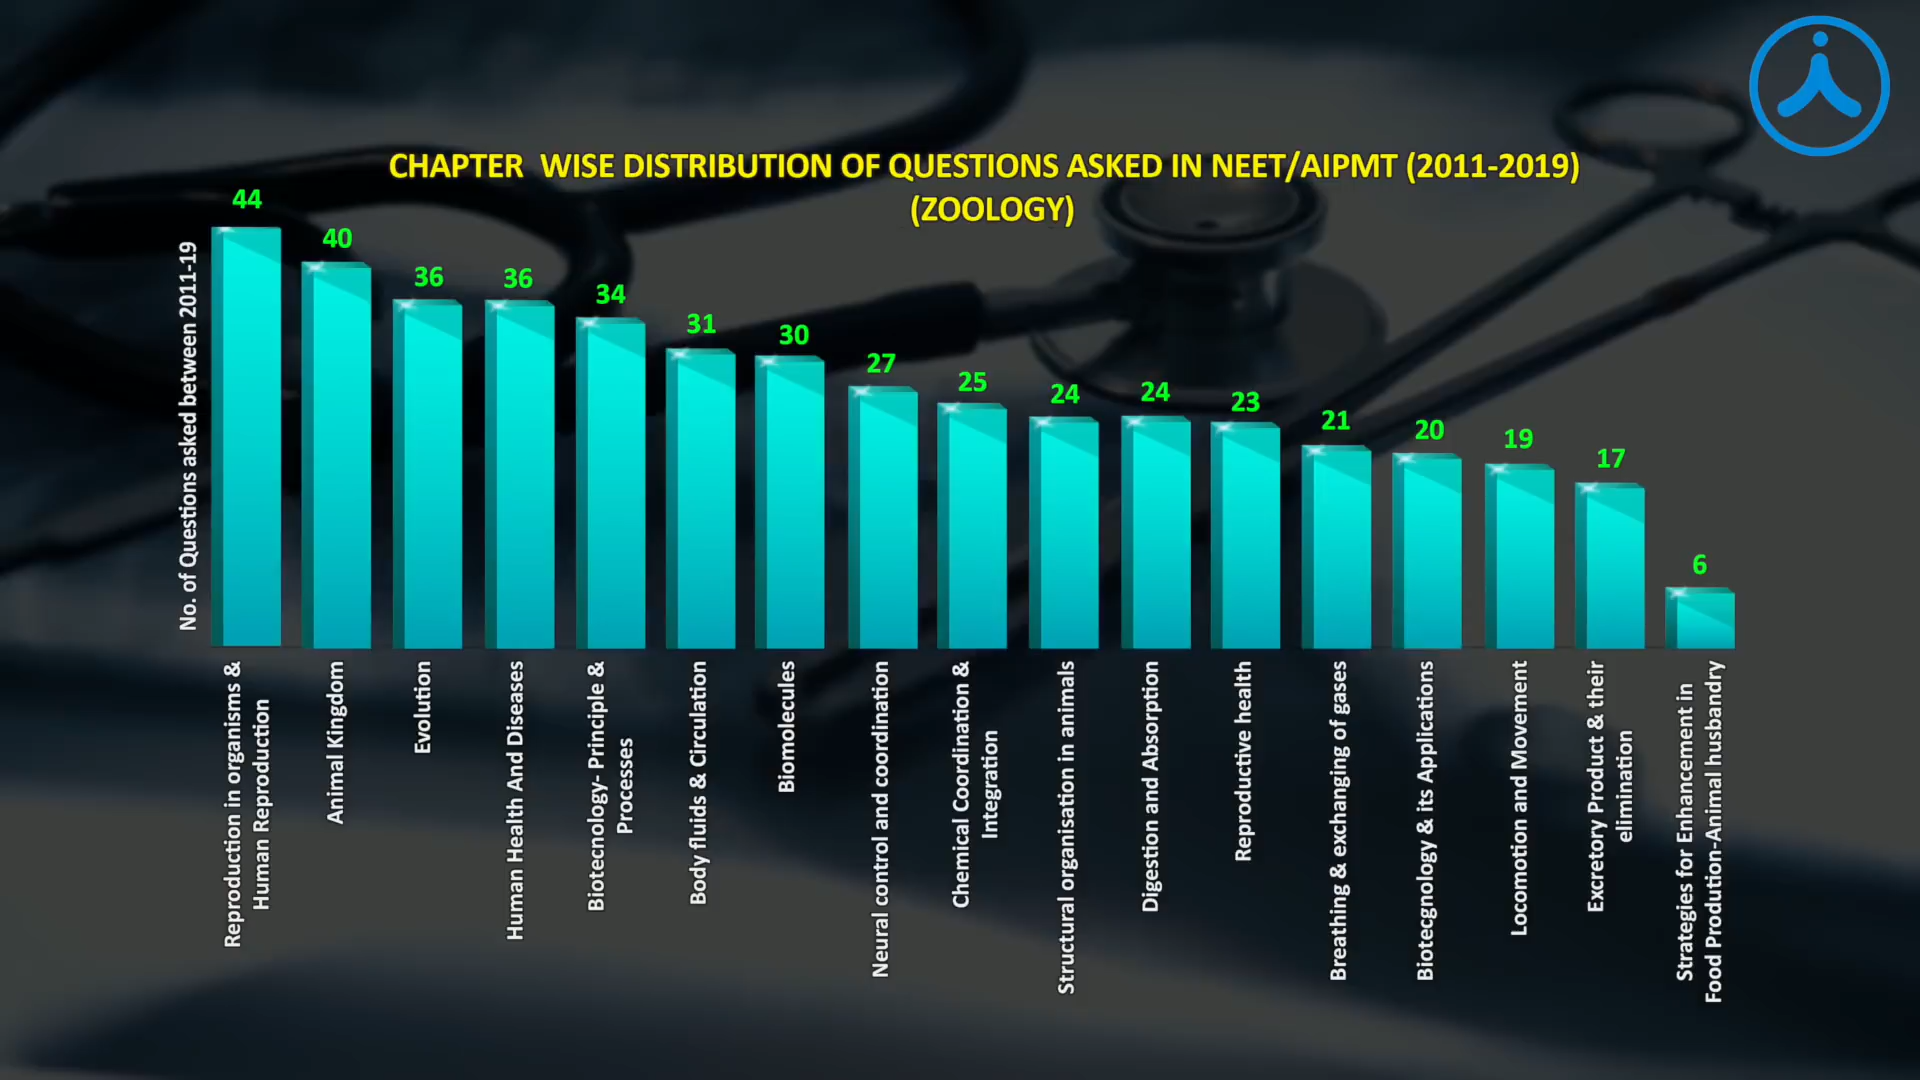 CHAPTER WISE DISTRIBUTION OF QUESTIONS ASKED IN NEET/AIPMT (2011-2019)
(ZOOLOGY)
No. of Questions asked between 2011-19
44
40
36
36
34
31
30
27
25
24
24
23
21
20
19
17
6
Reproduction in organisms &
Human Reproduction
Animal Kingdom
Evolution
Human Health And Diseases
Biotecnology- Principle &
Processes
Body fluids & Circulation
Biomolecules
Neural control and coordination
Chemical Coordination &
Integration
Structural organisation in animals
Digestion and Absorption
Reproductive health
Breathing & exchanging of gases
Biotecgnology & its Applications
Locomotion and Movement
Excretory Product & their
elimination
Strategies for Enhancement in
Food Prodution-Animal husbandry